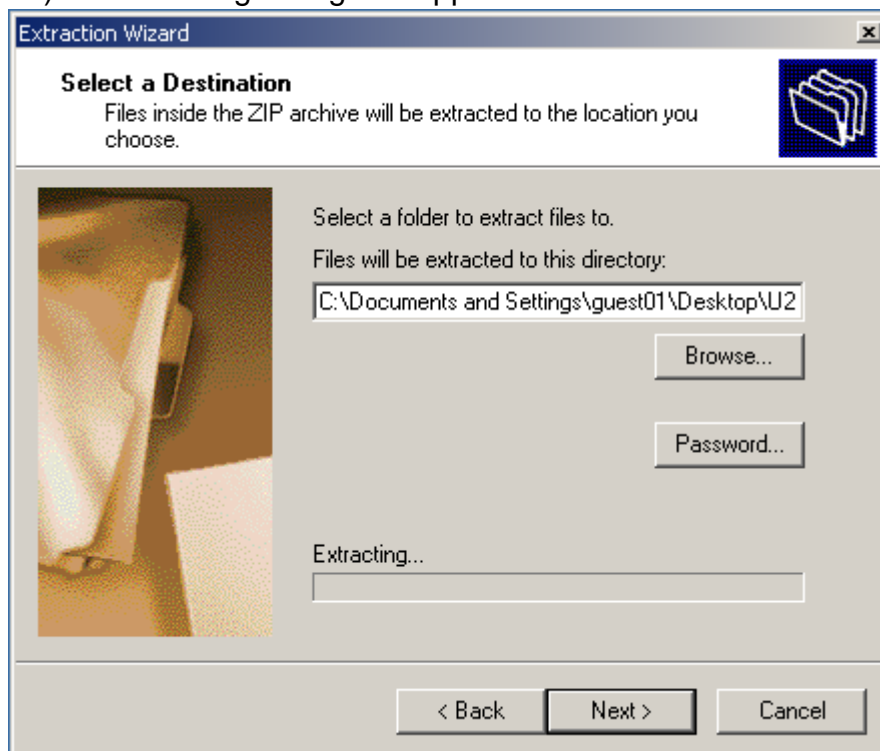 Extraction Wizard
Select a Destination
Files inside the ZIP archive will be extracted to the location you
choose.
Select a folder to extract files to.
Files will be extracted to this directory:
C:\Documents and Settings\guest01\Desktop\U2
Browse...
Password...
Extracting...
< Back Next > Cancel